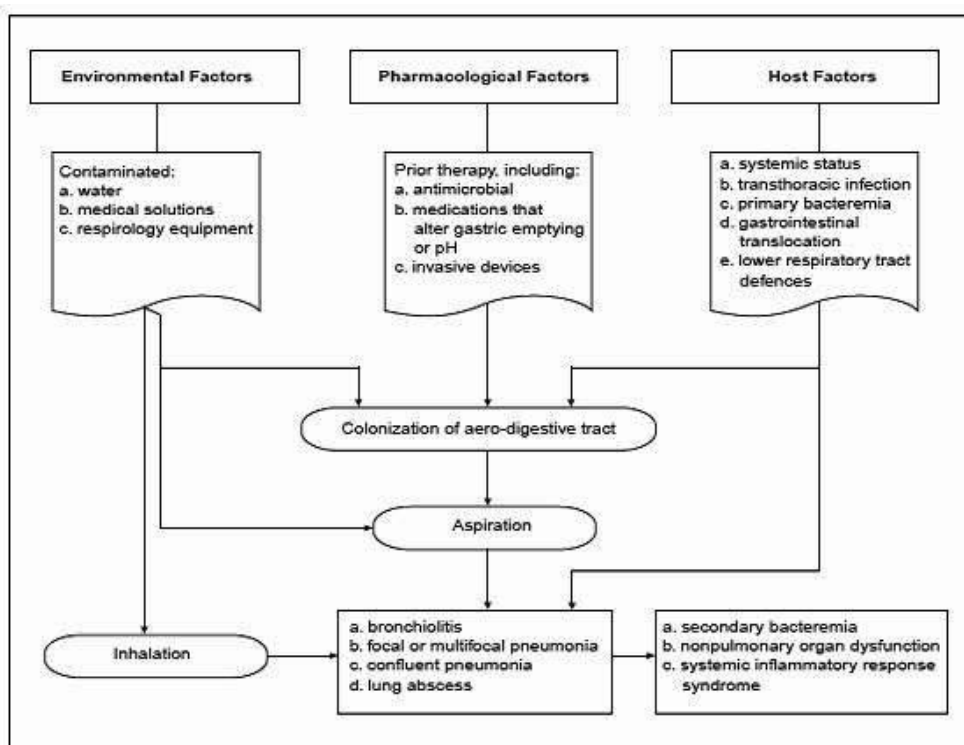 Environmental Factors
Pharmacological Factors
Host Factors
Contaminated:
a. water
b. medical solutions
c. respirology equipment
Prior therapy, including:
a. antimicrobial
b. medications that
alter gastric emptying
or pH
c. invasive devices
a. systemic status
b. transthoracic infection
c. primary bacteremia
d. gastrointestinal
translocation
e. lower respiratory tract
defences
Colonization of aero-digestive tract
Aspiration
Inhalation
a. bronchiolitis
b. focal or multifocal pneumonia
c. confluent pneumonia
d. lung abscess
a. secondary bacteremia
b. nonpulmonary organ dysfunction
c. systemic inflammatory response
syndrome